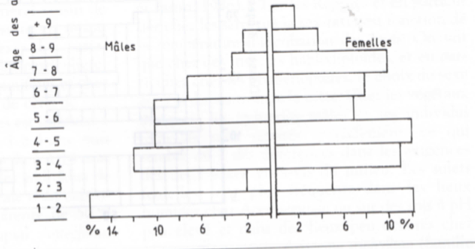 Âge des a
+ 9
8 - 9
7 - 8
6 - 7
5 - 6
4 - 5
3 - 4
2 - 3
1 - 2
Mâles
Femelles
% 14 10 6 2 2 6 10 %